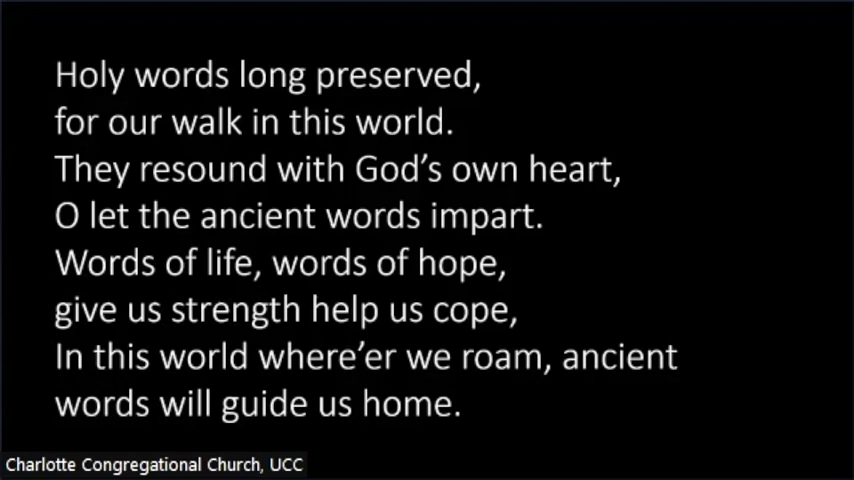 Holy words long preserved,
for our walk in this world.
They resound with God’s own heart,
O let the ancient words impart.
Words of life, words of hope,
give us strength help us cope,
In this world where’er we roam, ancient
words will guide us home.
Charlotte Congregational Church, UCC